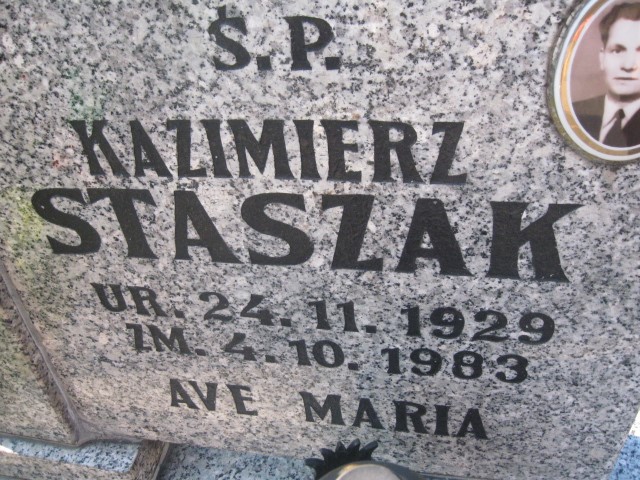 Ś.P.
KAZIMIERZ
STASZAK
UR. 24. 11. 1929
ZM. 4. 10. 1983
AVE MARIA